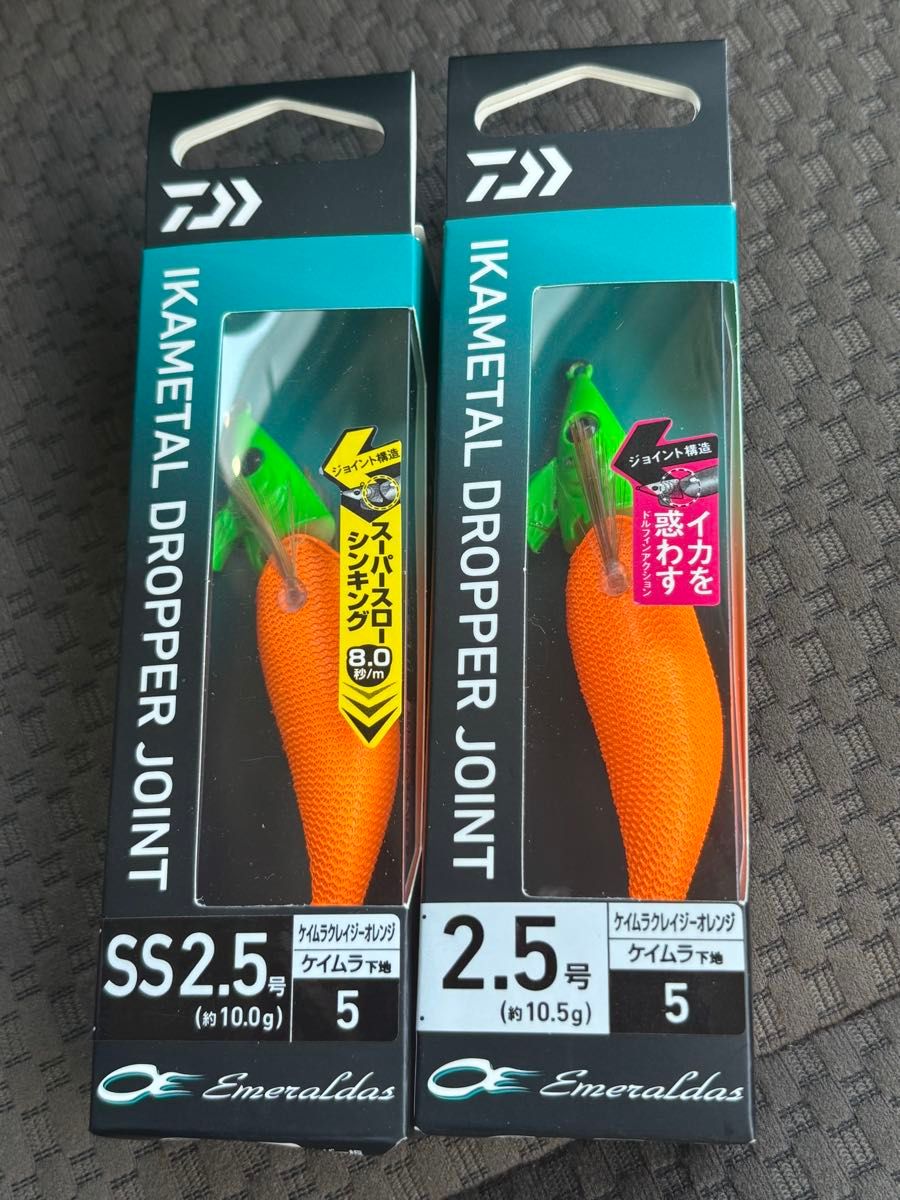 IKAMETAL DROPPER JOINT
ジョイント構造
スーパースロー
シンキング
8.0
秒/m
SS2.5号
(約10.0g)
ケイムラクレイジーオレンジ
ケイムラ下地
5
Emeraldas
IKAMETAL DROPPER JOINT
ジョイント構造
イカを
惑わす
ドルフィンアクション
2.5号
(約10.5g)
ケイムラクレイジーオレンジ
ケイムラ下地
5
Emeraldas